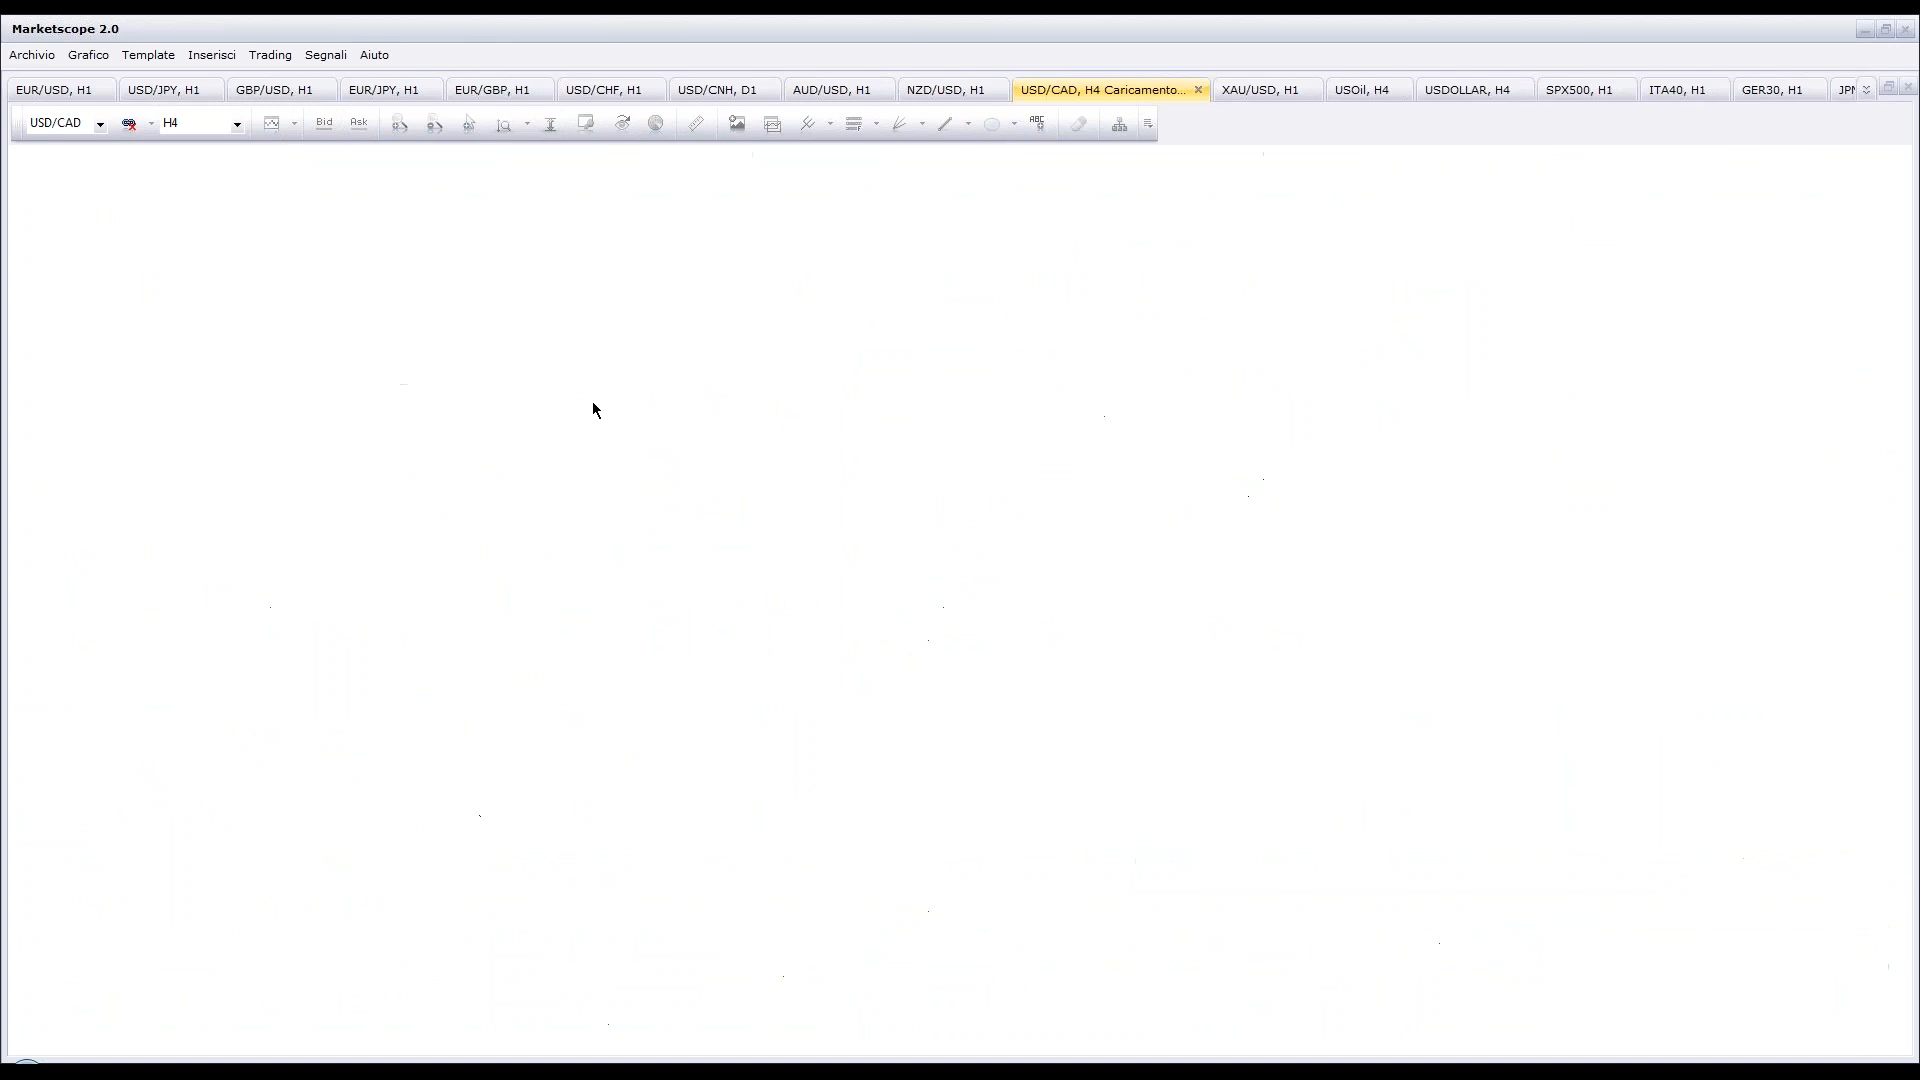 Marketscope 2.0
Archivio Grafico Template Inserisci Trading Segnali Aiuto
EUR/USD, H1 USD/JPY, H1 GBP/USD, H1 EUR/JPY, H1 EUR/GBP, H1 USD/CHF, H1 USD/CNH, D1 AUD/USD, H1 NZD/USD, H1 USD/CAD, H4 Caricamento... XAU/USD, H1 USOil, H4 USDOLLAR, H4 SPX500, H1 ITA40, H1 GER30, H1
USD/CAD H4 Bid Ask ABC